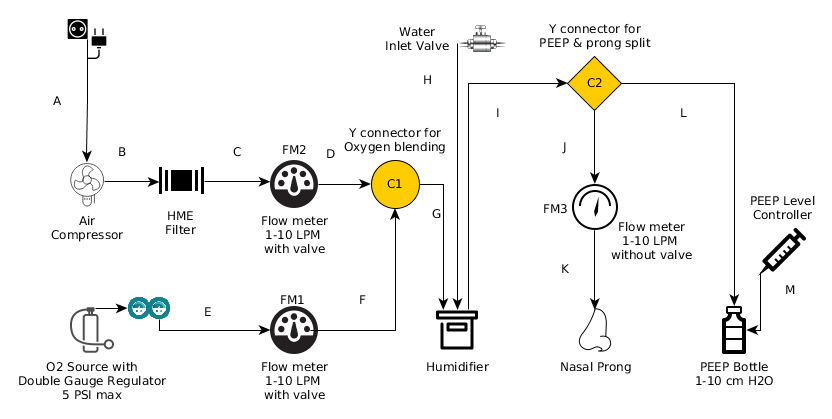 Water
Inlet Valve
Y connector for
PEEP & prong split
A
H
C2
I
L
B
C
FM2
D
Y connector for
Oxygen blending
J
C1
G
Air
Compressor
HME
Filter
Flow meter
1-10 LPM
with valve
FM3
Flow meter
1-10 LPM
without valve
PEEP Level
Controller
K
M
E
FM1
F
O2 Source with
Double Gauge Regulator
5 PSI max
Flow meter
1-10 LPM
with valve
Humidifier
Nasal Prong
PEEP Bottle
1-10 cm H2O